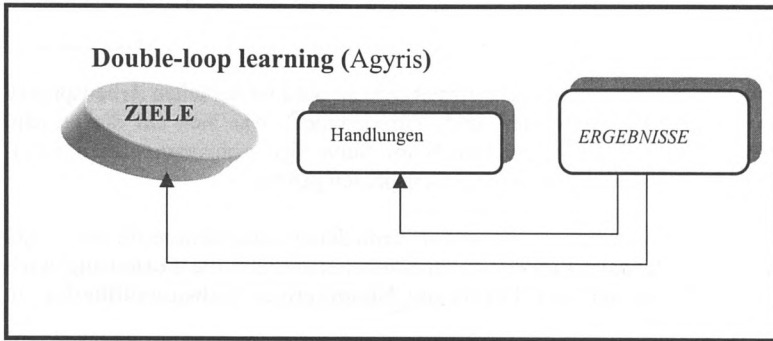 Double-loop learning (Agyris)
ZIELE
Handlungen
ERGEBNISSE